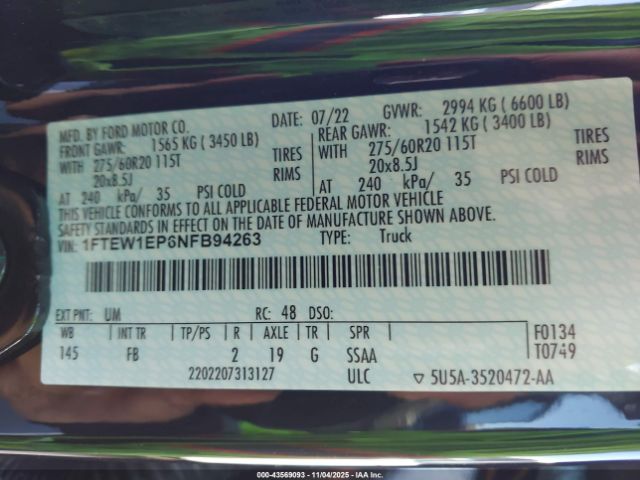 MFD. BY FORD MOTOR CO.
DATE: 07/22 GVWR: 2994 KG (6600 LB)
FRONT GAWR: 1565 KG (3450 LB)
REAR GAWR: 1542 KG (3400 LB)
WITH 275/60R20 115T TIRES
WITH 275/60R20 115T TIRES
20x8.5J RIMS
20x8.5J RIMS
AT 240 kPa/ 35 PSI COLD
AT 240 kPa/ 35 PSI COLD
THIS VEHICLE CONFORMS TO ALL APPLICABLE FEDERAL MOTOR VEHICLE
SAFETY STANDARDS IN EFFECT ON THE DATE OF MANUFACTURE SHOWN ABOVE.
VIN: 1FTEW1EP6NFB94263 TYPE: Truck
EXT PNT: UM RC: 48 DSO:
WB INT TR TP/PS R AXLE TR SPR F0134
145 FB 2 19 G SSAA T0749
2202207313127 ULC ▽ 5U5A-3520472-AA
000-43569093 - 11/04/2025 - IAA Inc.